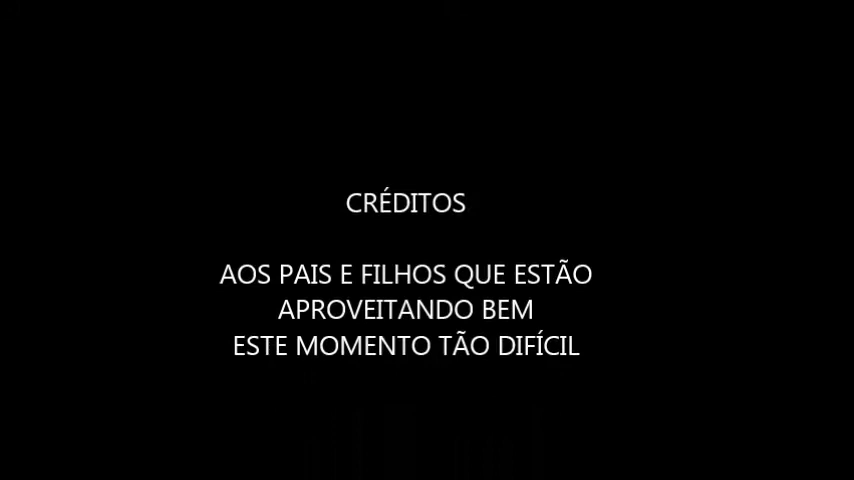 CRÉDITOS
AOS PAIS E FILHOS QUE ESTÃO
APROVEITANDO BEM
ESTE MOMENTO TÃO DIFÍCIL